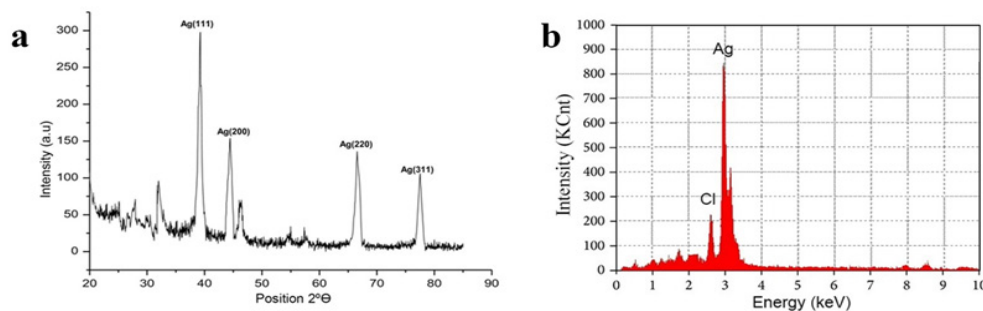 a
Ag(111)
Ag(200)
Ag(220)
Ag(311)
300
250
200
150
100
50
0
Intensity (a.u)
20 30 40 50 60 70 80 90
Position 2ºΘ
b
Ag
Cl
1000
900
800
700
600
500
400
300
200
100
0
Intensity (KCnt)
0 1 2 3 4 5 6 7 8 9 10
Energy (keV)